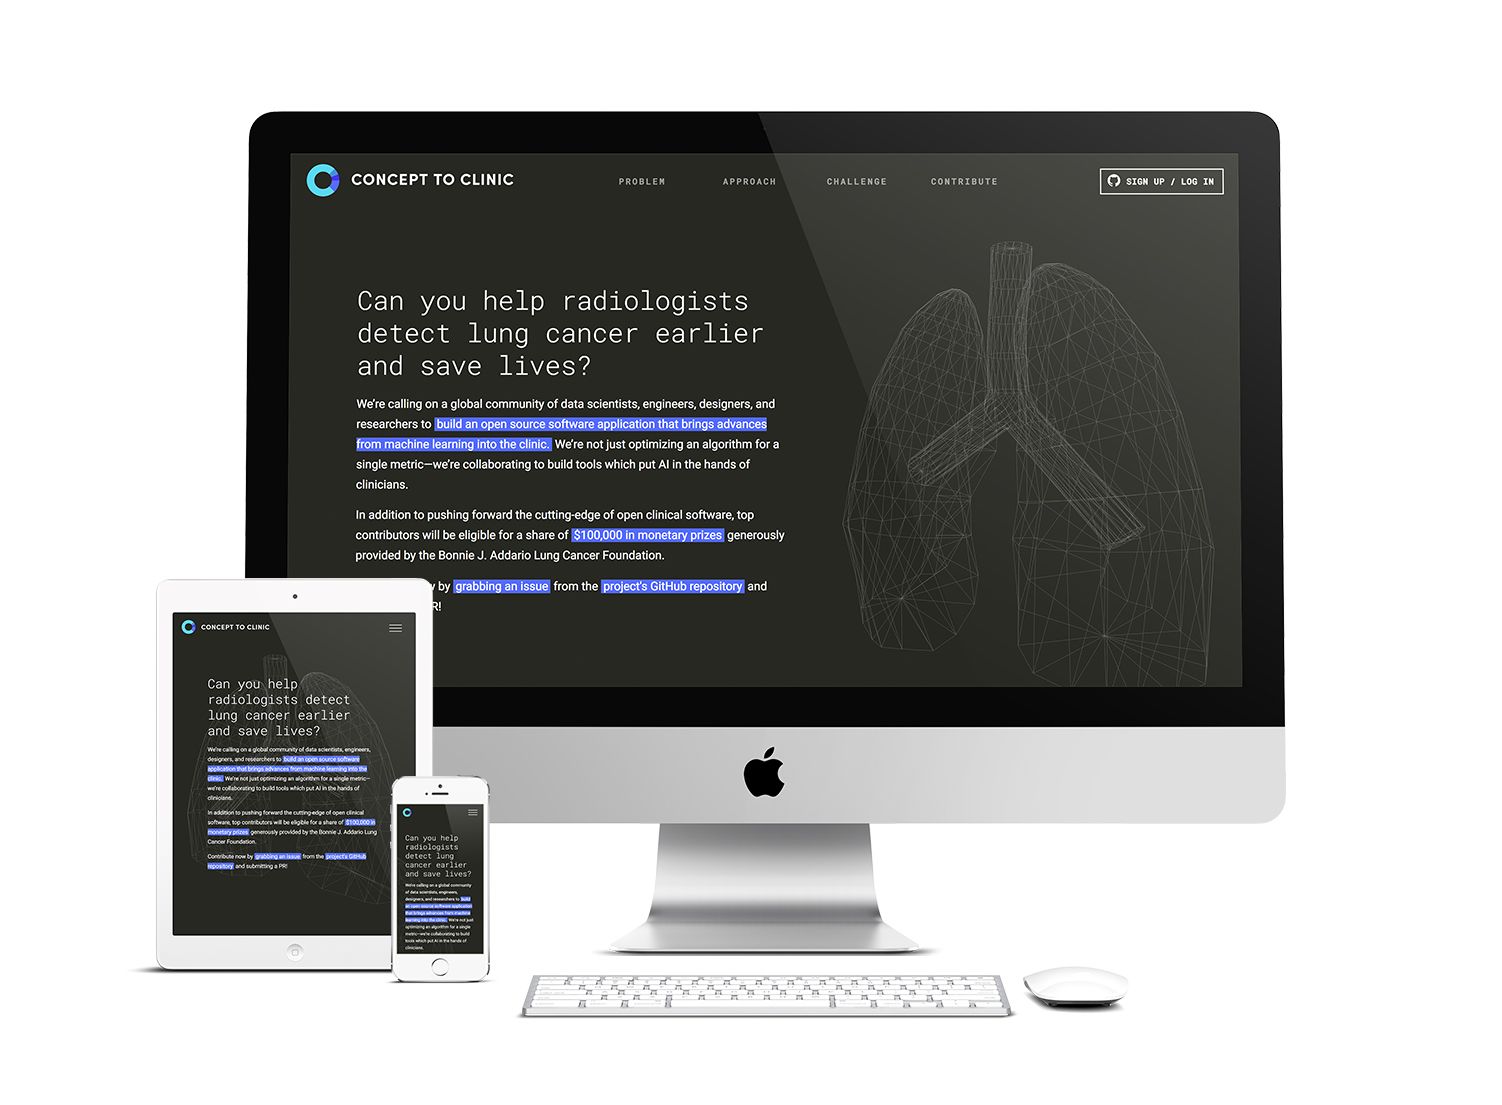 CONCEPT TO CLINIC
PROBLEM
APPROACH
CHALLENGE
CONTRIBUTE
SIGN UP / LOG IN
Can you help radiologists
detect lung cancer earlier
and save lives?
We’re calling on a global community of data scientists, engineers, designers, and
researchers to build an open source software application that brings advances
from machine learning into the clinic. We’re not just optimizing an algorithm for a
single metric—we’re collaborating to build tools which put AI in the hands of
clinicians.
In addition to pushing forward the cutting-edge of open clinical software, top
contributors will be eligible for a share of $100,000 in monetary prizes generously
provided by the Bonnie J. Addario Lung Cancer Foundation.
by grabbing an issue from the project’s GitHub repository and
R!
CONCEPT TO CLINIC
Can you help
radiologists detect
lung cancer earlier
and save lives?
We’re calling on a global community of data scientists, engineers,
designers, and researchers to build an open source software
application that brings advances from machine learning into the
clinic. We’re not just optimizing an algorithm for a single metric—
we’re collaborating to build tools which put AI in the hands of
clinicians.
In addition to pushing forward the cutting-edge of open clinical
software, top contributors will be eligible for a share of $100,000 in
monetary prizes generously provided by the Bonnie J. Addario Lung
Cancer Foundation.
Contribute now by grabbing an issue from the project’s GitHub
repository and submitting a PR!
Can you help
radiologists
detect lung
cancer earlier
and save lives?
We’re calling on a global community
of data scientists, engineers,
designers, and researchers to build
an open source software application
that brings advances from machine
learning into the clinic. We’re not just
optimizing an algorithm for a single
metric—we’re collaborating to build
tools which put AI in the hands of
clinicians.